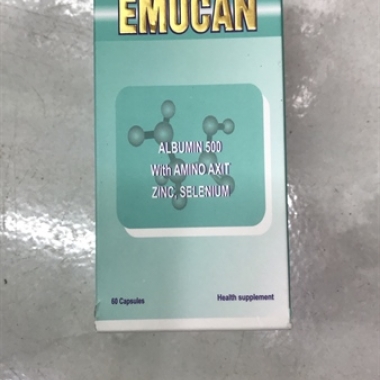 EMUCAN
ALBUMIN 500
With AMINO AXIT
ZINC, SELENIUM
60 Capsules
Health supplement